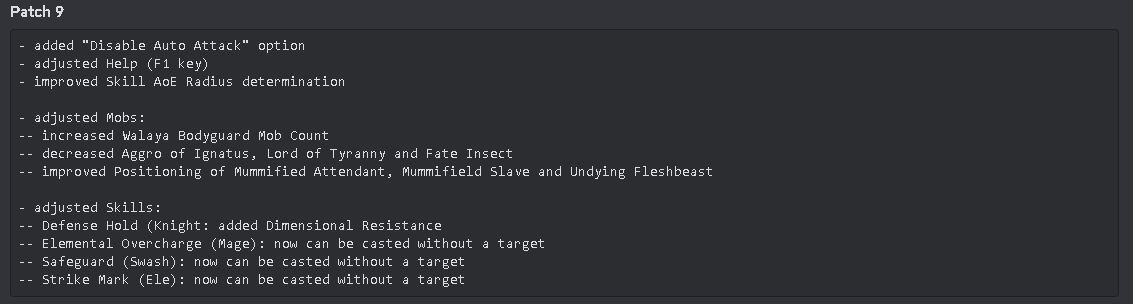 Patch 9
- added "Disable Auto Attack" option
- adjusted Help (F1 key)
- improved Skill AoE Radius determination
- adjusted Mobs:
-- increased Walaya Bodyguard Mob Count
-- decreased Aggro of Ignatus, Lord of Tyranny and Fate Insect
-- improved Positioning of Mummified Attendant, Mummifield Slave and Undying Fleshbeast
- adjusted Skills:
-- Defense Hold (Knight: added Dimensional Resistance
-- Elemental Overcharge (Mage): now can be casted without a target
-- Safeguard (Swash): now can be casted without a target
-- Strike Mark (Ele): now can be casted without a target